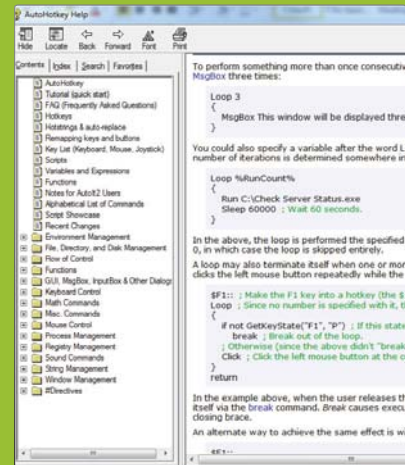 AutoHotkey Help
Hide Locate Back Forward Font Print
Contents Index Search Favorites
AutoHotkey
Tutorial (quick start)
FAQ (Frequently Asked Questions)
Hotkeys
Hotstrings & auto-replace
Remapping keys and buttons
Key List (Keyboard, Mouse, Joystick)
Scripts
Variables and Expressions
Functions
Notes for AutoIt2 Users
Alphabetical List of Commands
Script Showcase
Recent Changes
Environment Management
File, Directory, and Disk Management
Flow of Control
Functions
GUI, MsgBox, InputBox & Other Dialogs
Keyboard Control
Math Commands
Misc. Commands
Mouse Control
Process Management
Registry Management
Sound Commands
String Management
Window Management
#Directives
To perform something more than once consecutiv
MsgBox three times:
Loop 3
{
MsgBox This window will be displayed thre
}
You could also specify a variable after the word L
number of iterations is determined somewhere in
Loop %RunCount%
{
Run C:\Check Server Status.exe
Sleep 60000 ; Wait 60 seconds.
}
In the above, the loop is performed the specified
0, in which case the loop is skipped entirely.
A loop may also terminate itself when one or mor
clicks the left mouse button repeatedly while the
$F1:: ; Make the F1 key into a hotkey (the $
Loop ; Since no number is specified with it, t
{
if not GetKeyState("F1", "P") ; If this state
break ; Break out of the loop.
; Otherwise (since the above didn't "break
Click ; Click the left mouse button at the c
}
return
In the example above, when the user releases th
itself via the break command. Break causes execu
closing brace.
An alternate way to achieve the same effect is wi